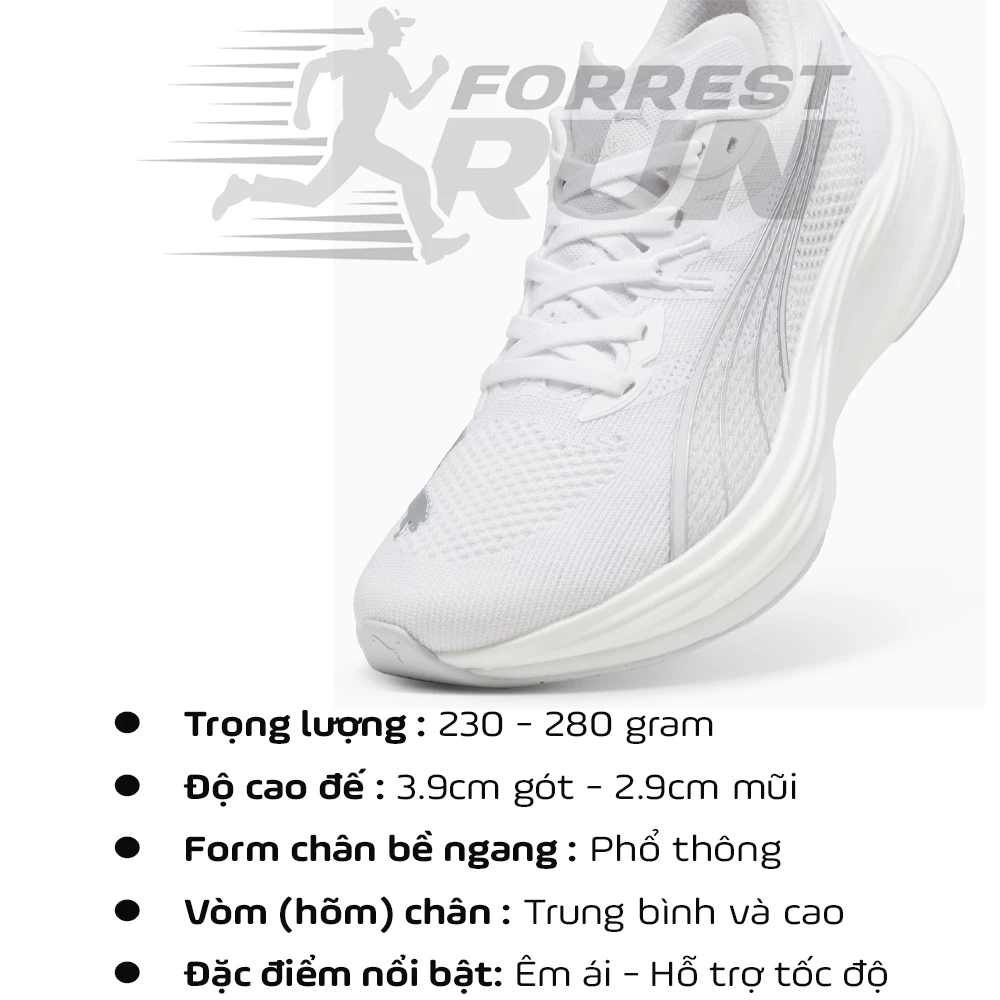 FORREST
RUN
Trọng lượng : 230 - 280 gram
Độ cao đế : 3.9cm gót - 2.9cm mũi
Form chân bề ngang : Phổ thông
Vòm (hõm) chân : Trung bình và cao
Đặc điểm nổi bật: Êm ái - Hỗ trợ tốc độ